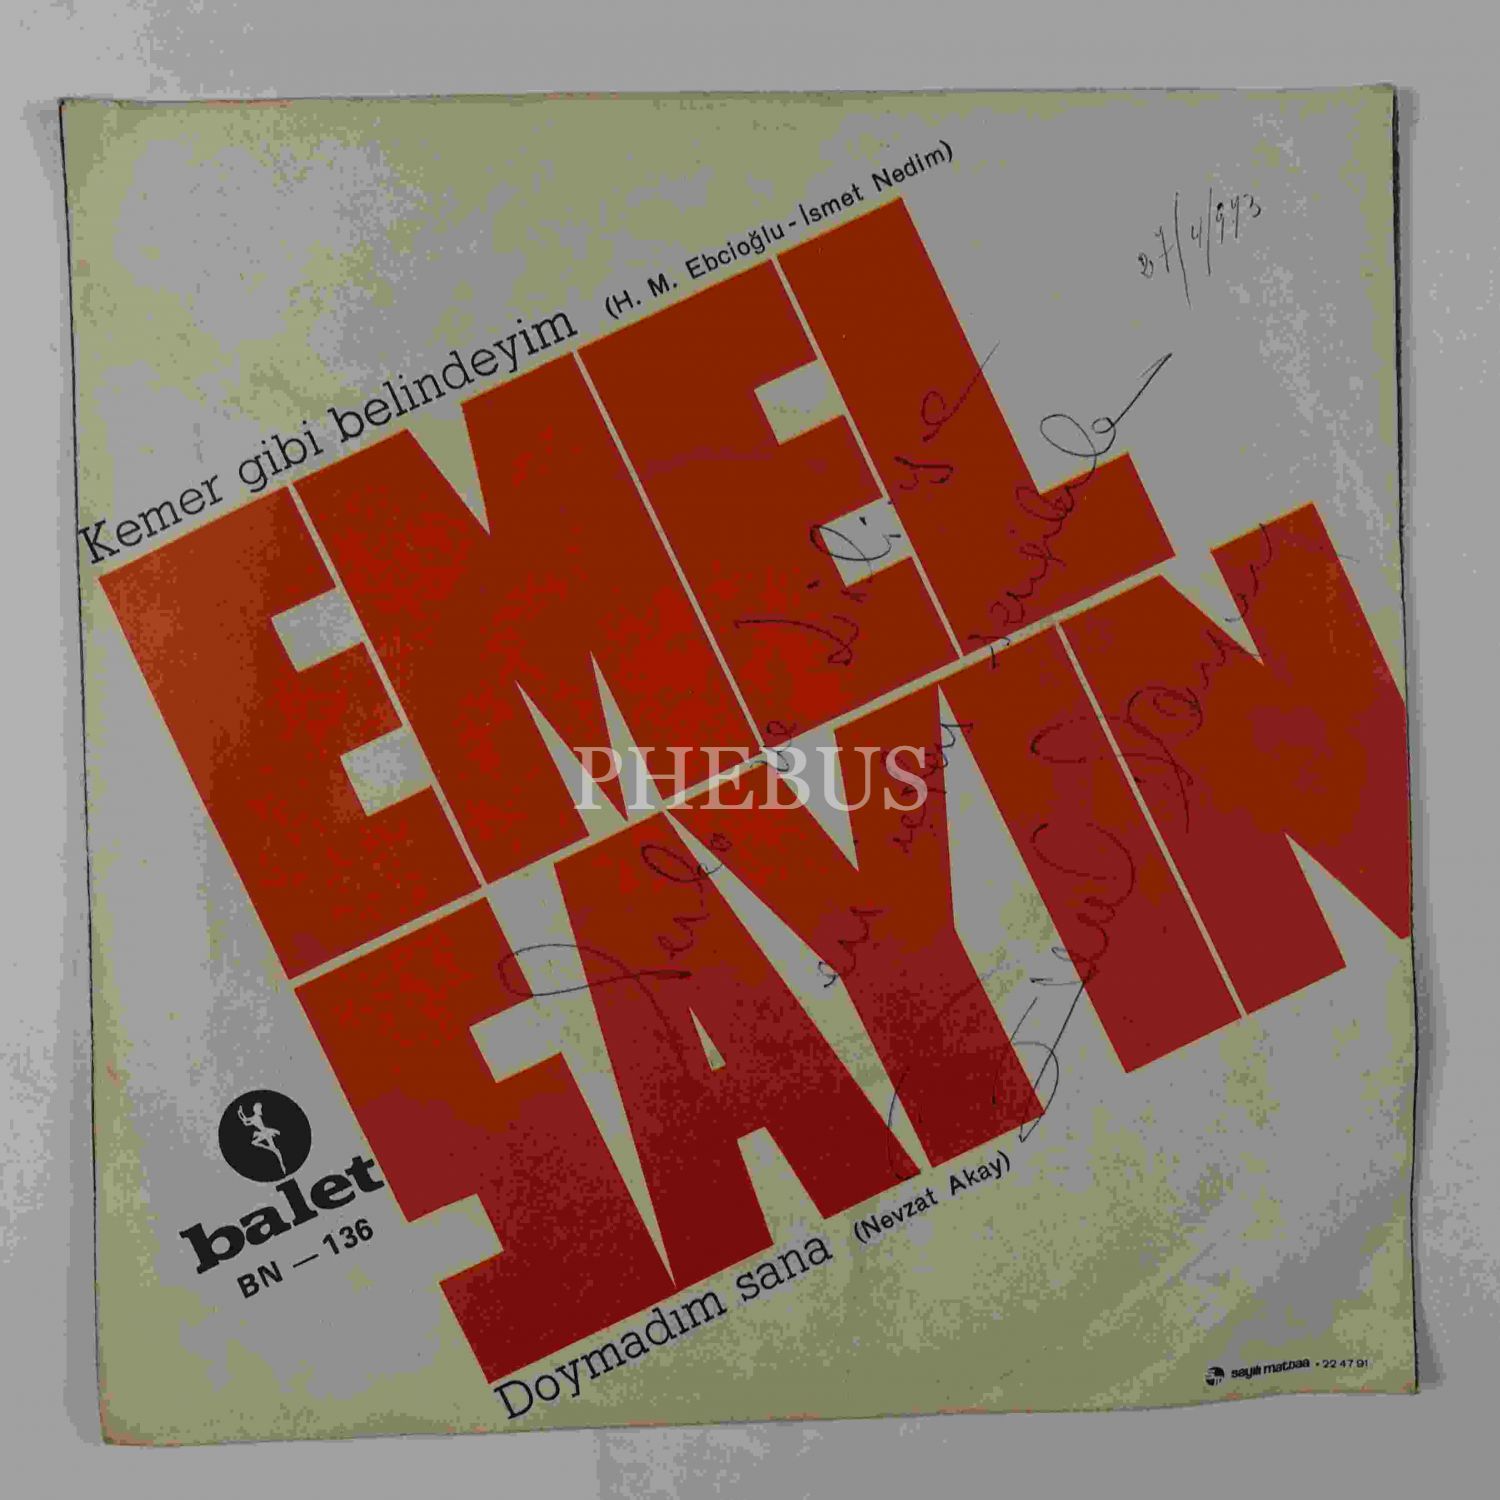 Kemer gibi belindeyim (H. M. Ebcioğlu - İsmet Nedim)
27/4/973
EMEL
SAYIN
PHEBUS
balet
BN — 136
Doymadım sana (Nevzat Akay)
sayılı matbaa • 22 47 91